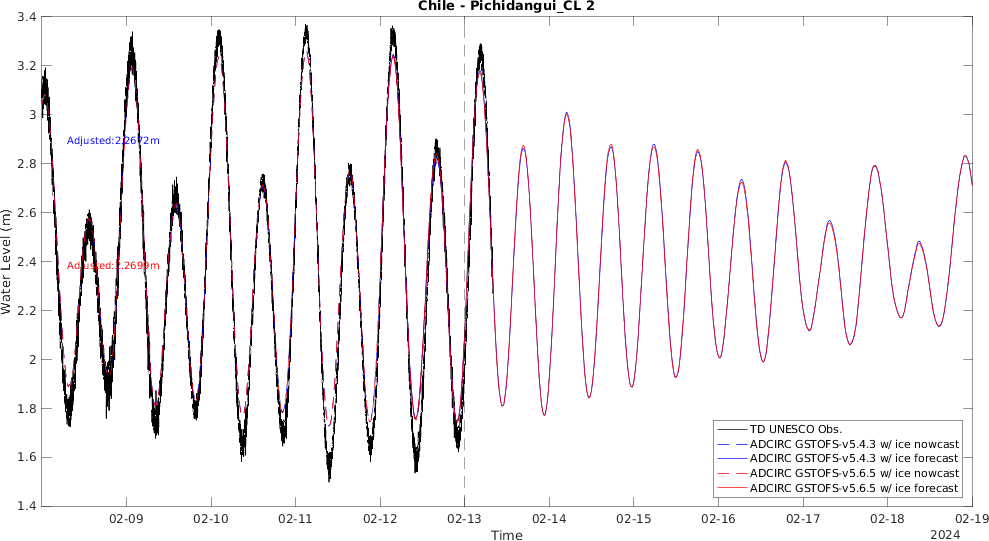 Chile - Pichidangui_CL 2
3.4
3.2
3
2.8
2.6
2.4
2.2
2
1.8
1.6
1.4
Water Level (m)
Adjusted:2.2672m
Adjusted:2.2699m
TD UNESCO Obs.
ADCIRC GSTOFS-v5.4.3 w/ ice nowcast
ADCIRC GSTOFS-v5.4.3 w/ ice forecast
ADCIRC GSTOFS-v5.6.5 w/ ice nowcast
ADCIRC GSTOFS-v5.6.5 w/ ice forecast
02-09 02-10 02-11 02-12 02-13 02-14 02-15 02-16 02-17 02-18 02-19
Time
2024